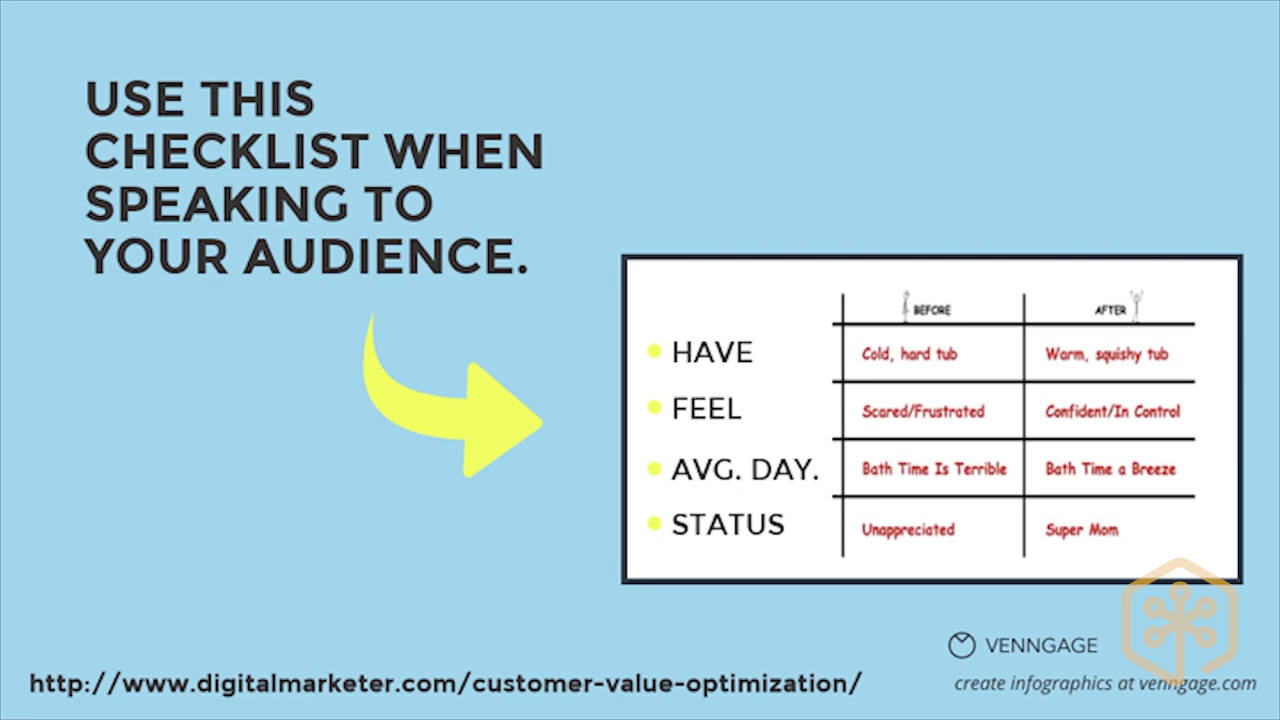 USE THIS
CHECKLIST WHEN
SPEAKING TO
YOUR AUDIENCE.
BEFORE AFTER
HAVE Cold, hard tub Warm, squishy tub
FEEL Scared/Frustrated Confident/In Control
AVG. DAY. Bath Time Is Terrible Bath Time a Breeze
STATUS Unappreciated Super Mom
VENNGAGE
http://www.digitalmarketer.com/customer-value-optimization/
create infographics at venngage.com